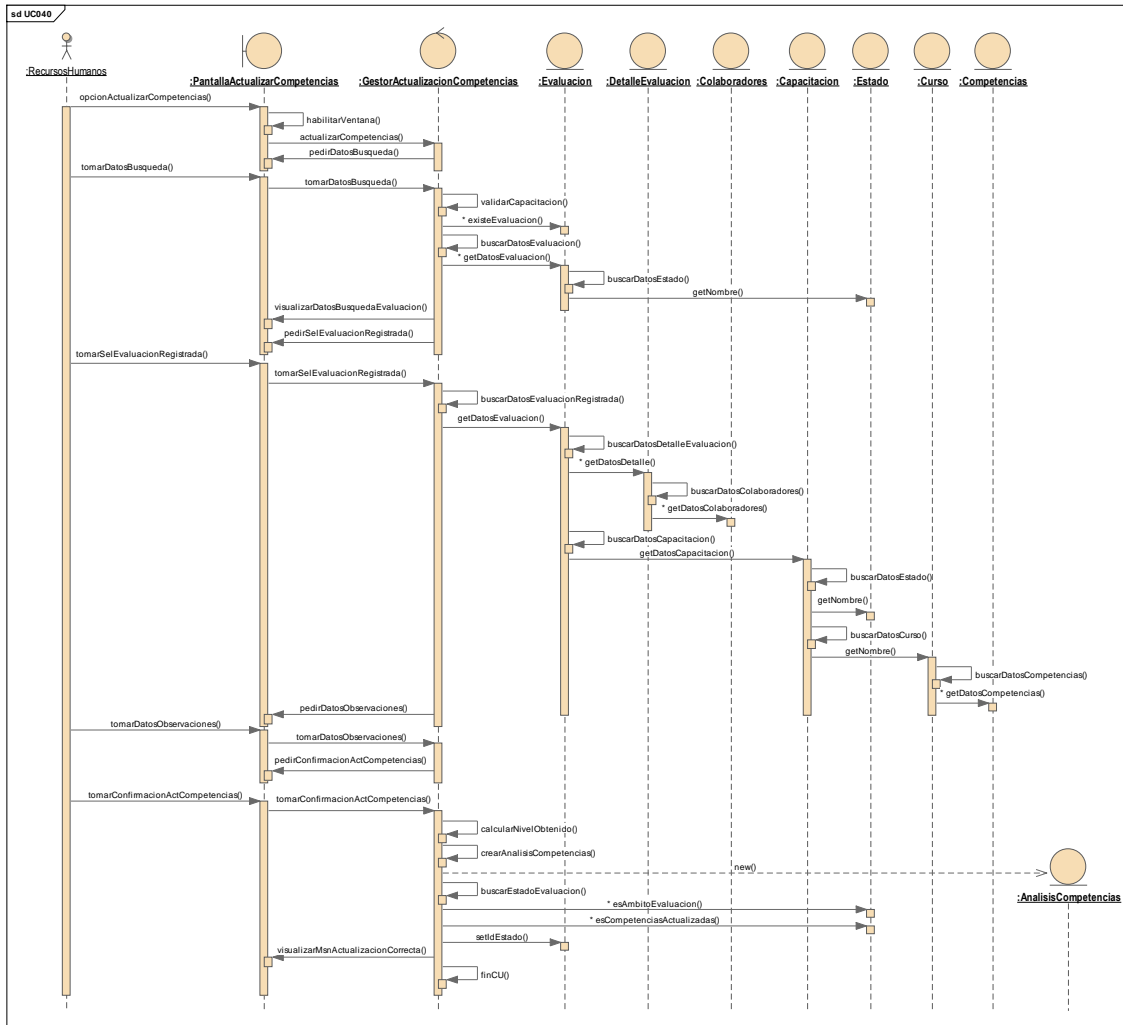 sd UC040
:RecursosHumanos
:PantallaActualizarCompetencias
:GestorActualizacionCompetencias
:Evaluacion
:DetalleEvaluacion
:Colaboradores
:Capacitacion
:Estado
:Curso
:Competencias
opcionActualizarCompetencias()
habilitarVentana()
actualizarCompetencias()
pedirDatosBusqueda()
tomarDatosBusqueda()
tomarDatosBusqueda()
validarCapacitacion()
* existeEvaluacion()
buscarDatosEvaluacion()
* getDatosEvaluacion()
buscarDatosEstado()
getNombre()
visualizarDatosBusquedaEvaluacion()
pedirSelEvaluacionRegistrada()
tomarSelEvaluacionRegistrada()
tomarSelEvaluacionRegistrada()
buscarDatosEvaluacionRegistrada()
getDatosEvaluacion()
buscarDatosDetalleEvaluacion()
* getDatosDetalle()
buscarDatosColaboradores()
* getDatosColaboradores()
buscarDatosCapacitacion()
getDatosCapacitacion()
buscarDatosEstado()
getNombre()
buscarDatosCurso()
getNombre()
buscarDatosCompetencias()
* getDatosCompetencias()
pedirDatosObservaciones()
tomarDatosObservaciones()
tomarDatosObservaciones()
pedirConfirmacionActCompetencias()
tomarConfirmacionActCompetencias()
tomarConfirmacionActCompetencias()
calcularNivelObtenido()
crearAnalisisCompetencias()
new()
:AnalisisCompetencias
buscarEstadoEvaluacion()
* esAmbitoEvaluacion()
* esCompetenciasActualizadas()
setIdEstado()
visualizarMsnActualizacionCorrecta()
finCU()